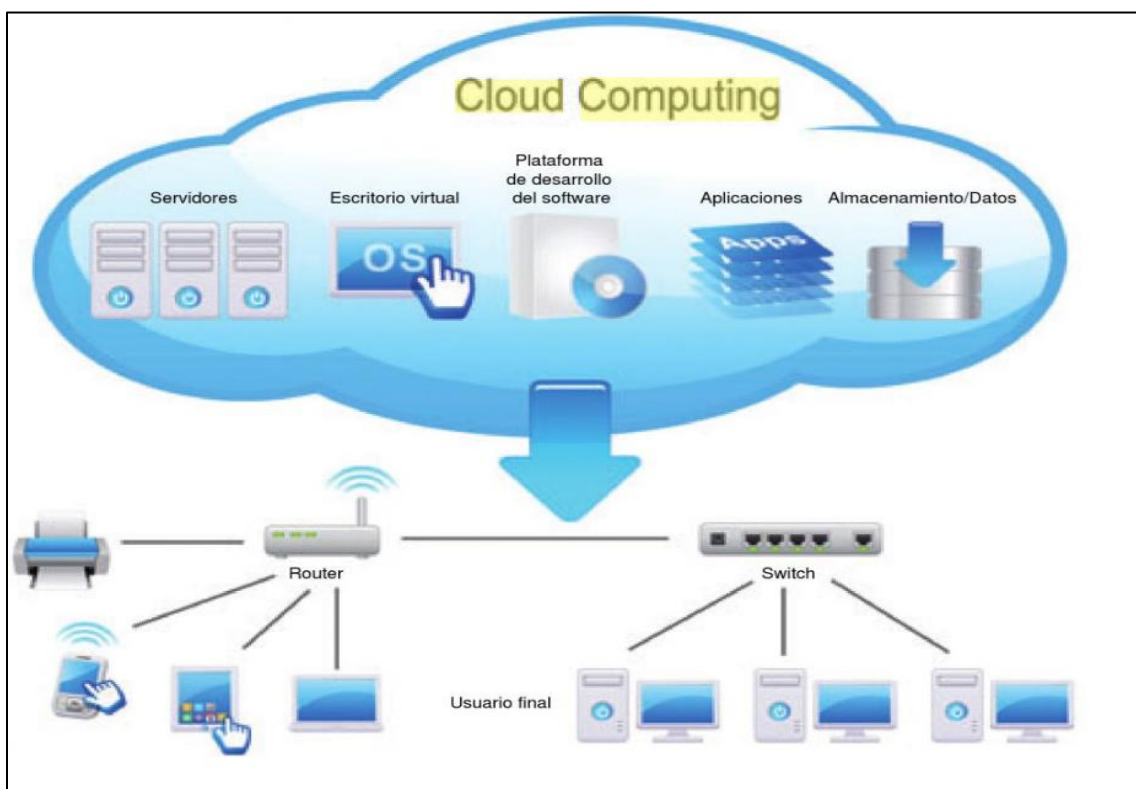 Cloud Computing
Servidores
Escritorio virtual
Plataforma
de desarrollo
del software
Aplicaciones
Almacenamiento/Datos
OS
Apps
Router
Switch
Usuario final